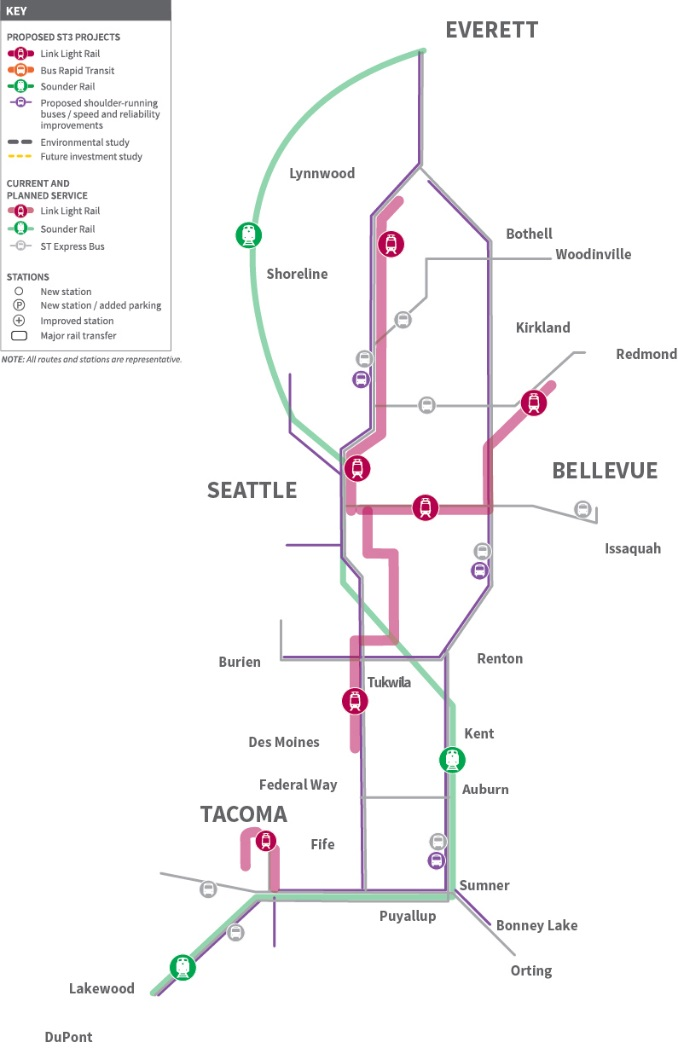 KEY
PROPOSED ST3 PROJECTS
Link Light Rail
Bus Rapid Transit
Sounder Rail
Proposed shoulder-running
buses / speed and reliability
improvements
Environmental study
Future investment study
CURRENT AND
PLANNED SERVICE
Link Light Rail
Sounder Rail
ST Express Bus
STATIONS
New station
P New station / added parking
Improved station
Major rail transfer
NOTE: All routes and stations are representative.
EVERETT
Lynnwood
Bothell
Woodinville
Shoreline
Kirkland
Redmond
BELLEVUE
SEATTLE
Issaquah
Burien
Renton
Tukwila
Kent
Des Moines
Federal Way
Auburn
TACOMA
Fife
Sumner
Puyallup
Bonney Lake
Orting
Lakewood
DuPont